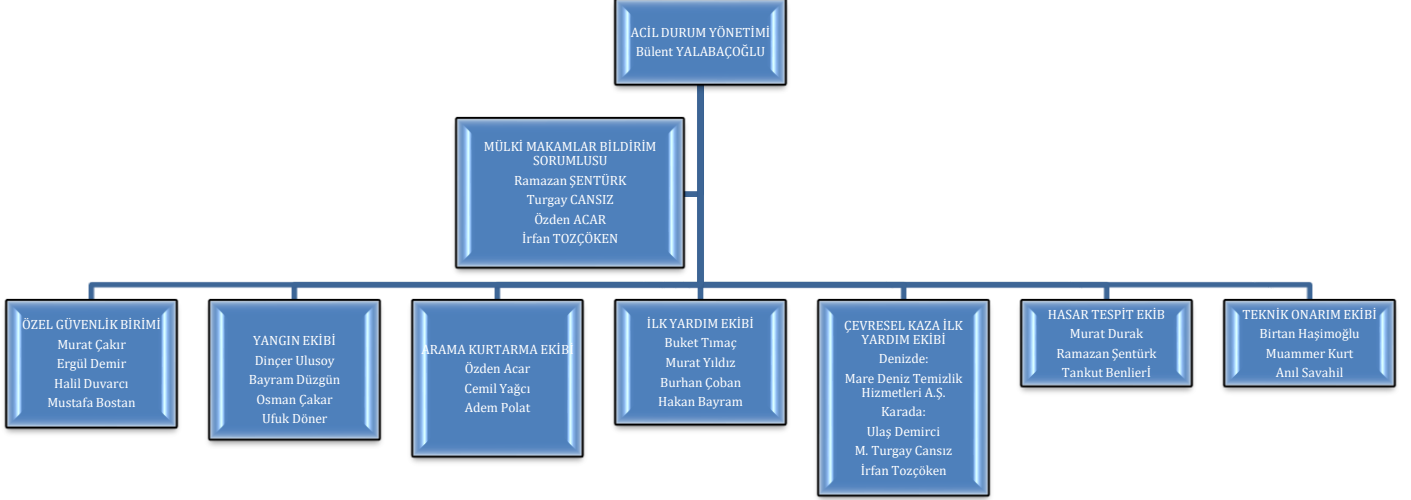 ACİL DURUM YÖNETİMİ
Bülent YALABAÇOĞLU
MÜLKİ MAKAMLAR BİLDİRİM
SORUMLUSU
Ramazan ŞENTÜRK
Turgay CANSIZ
Özden ACAR
İrfan TOZÇÖKEN
ÖZEL GÜVENLİK BİRİMİ
Murat Çakır
Ergül Demir
Halil Duvarcı
Mustafa Bostan
YANGIN EKİBİ
Dinçer Ulusoy
Bayram Düzgün
Osman Çakar
Ufuk Döner
ARAMA KURTARMA EKİBİ
Özden Acar
Cemil Yağcı
Adem Polat
İLK YARDIM EKİBİ
Buket Tımaç
Murat Yıldız
Burhan Çoban
Hakan Bayram
ÇEVRESEL KAZA İLK
YARDIM EKİBİ
Denizde:
Mare Deniz Temizlik
Hizmetleri A.Ş.
Karada:
Ulaş Demirci
M. Turgay Cansız
İrfan Tozçöken
HASAR TESPİT EKİB
Murat Durak
Ramazan Şentürk
Tankut Benlierİ
TEKNİK ONARIM EKİBİ
Birtan Haşimoğlu
Muammer Kurt
Anıl Savahil